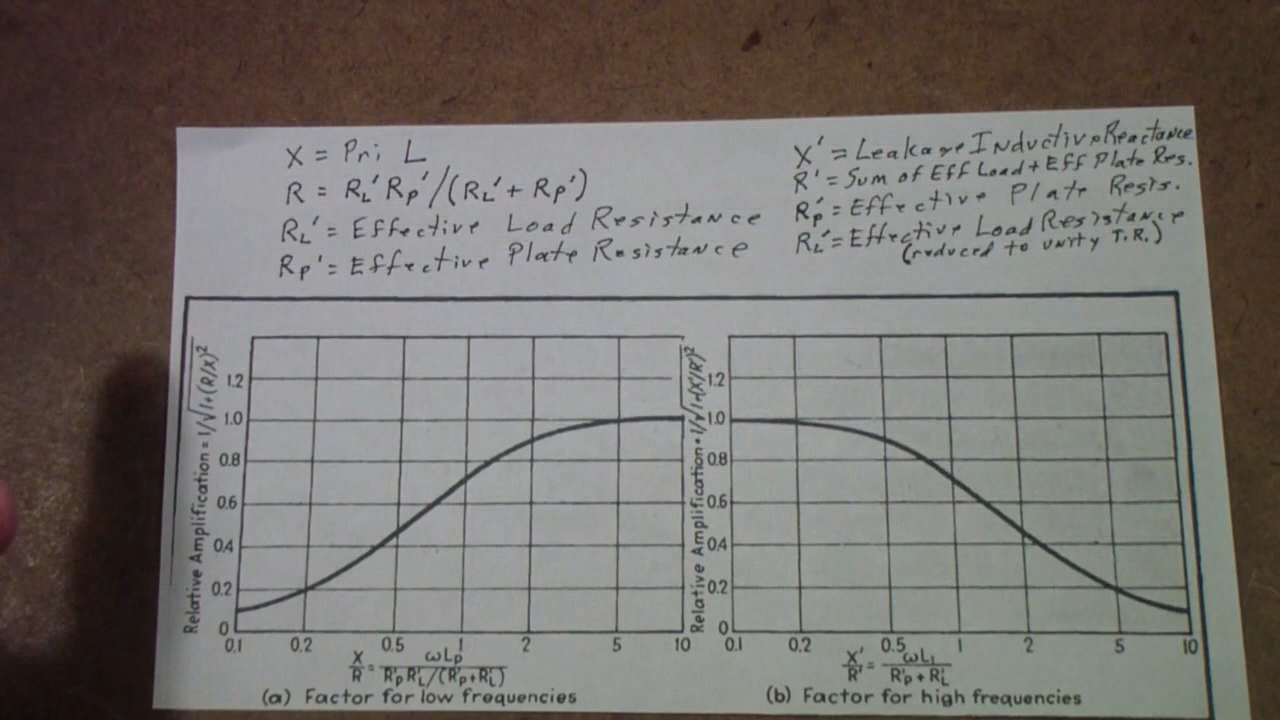 X = Pri L
R = RL'Rp'/(RL'+Rp')
RL' = Effective Load Resistance
Rp' = Effective Plate Resistance
X' = Leakage Inductive Reactance
R' = Sum of Eff Load + Eff Plate Res.
Rp' = Effective Plate Resis.
RL' = Effective Load Resistance
(reduced to unity T.R.)
Relative Amplification = 1/√1+(R/X)²
1.2
1.0
0.8
0.6
0.4
0.2
0
0.1 0.2 0.5 1 2 5 10
X/R = ωLp / R'pR'L/(R'p+R'L)
(a) Factor for low frequencies
Relative Amplification = 1/√1+(X'/R')²
1.2
1.0
0.8
0.6
0.4
0.2
0
0.1 0.2 0.5 1 2 5 10
X'/R' = ωL1 / R'p+R'L
(b) Factor for high frequencies